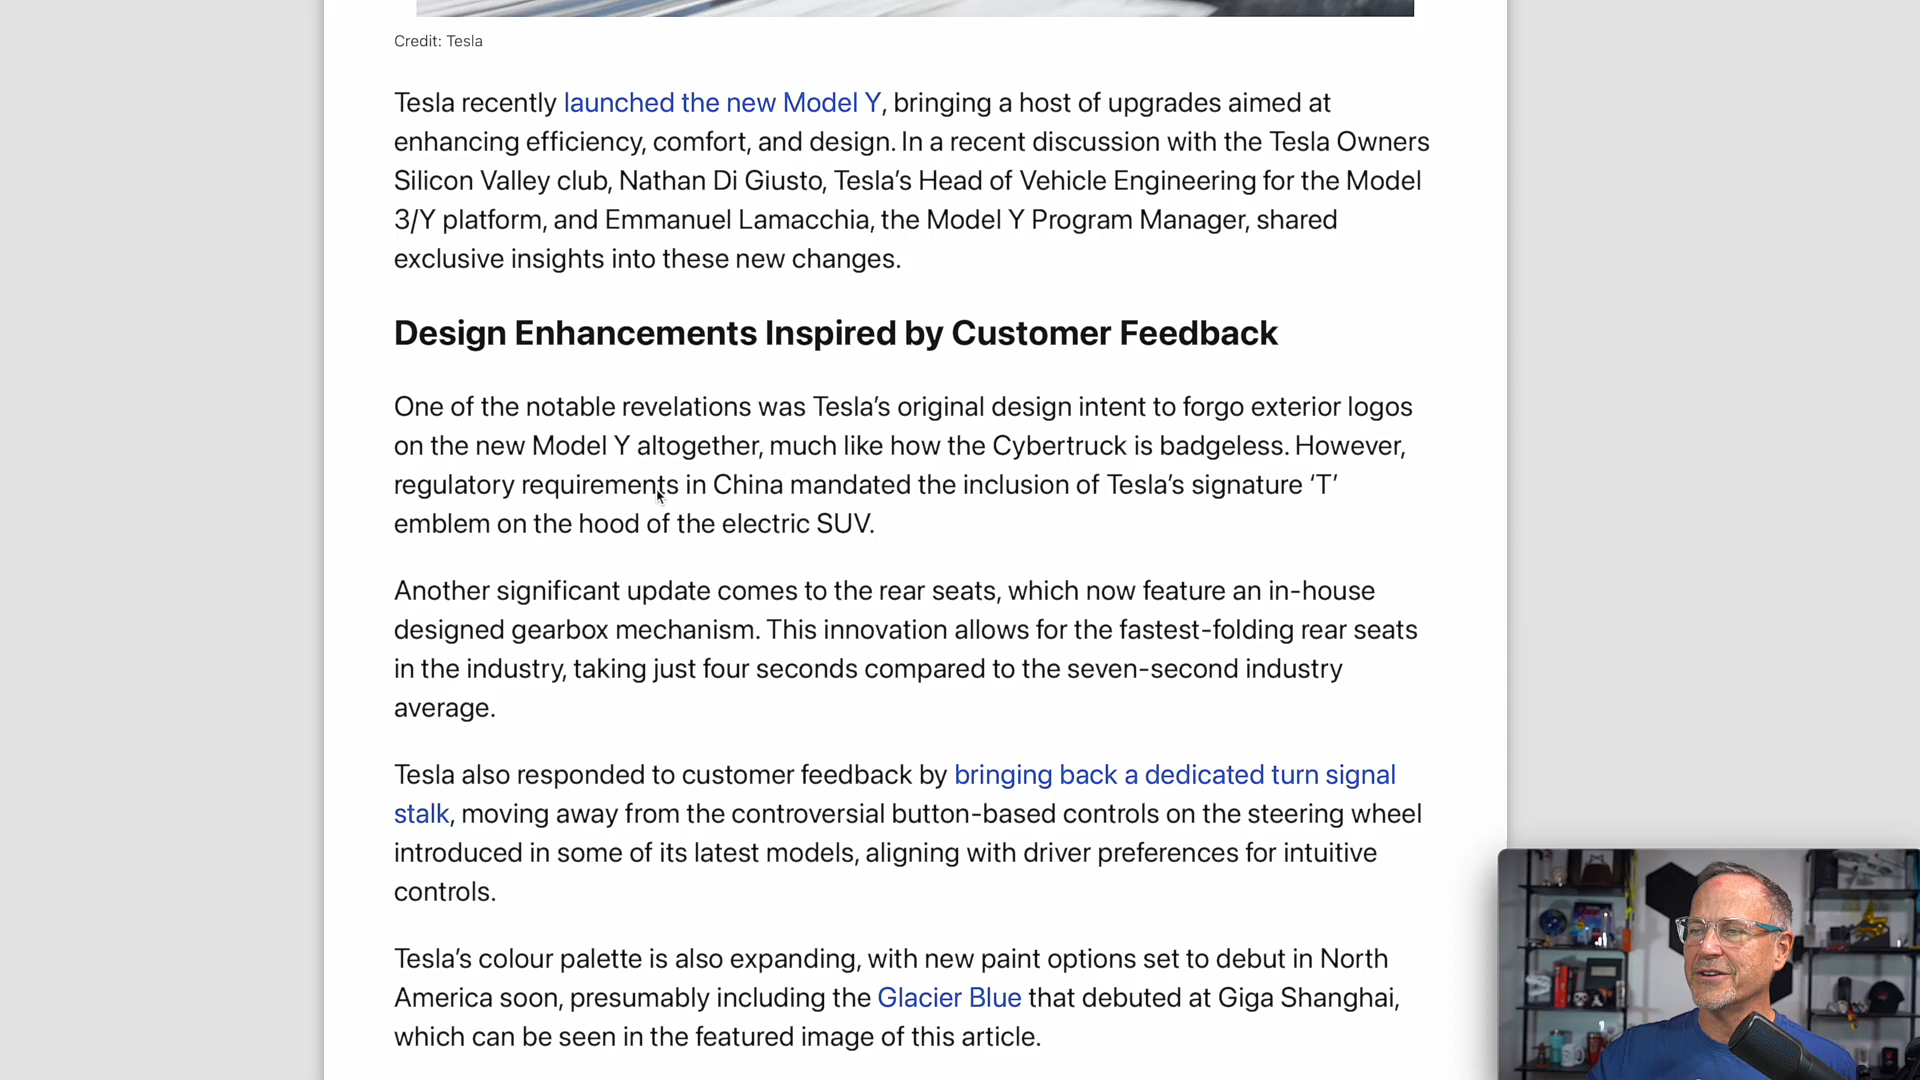 Credit: Tesla
Tesla recently launched the new Model Y, bringing a host of upgrades aimed at
enhancing efficiency, comfort, and design. In a recent discussion with the Tesla Owners
Silicon Valley club, Nathan Di Giusto, Tesla’s Head of Vehicle Engineering for the Model
3/Y platform, and Emmanuel Lamacchia, the Model Y Program Manager, shared
exclusive insights into these new changes.
Design Enhancements Inspired by Customer Feedback
One of the notable revelations was Tesla’s original design intent to forgo exterior logos
on the new Model Y altogether, much like how the Cybertruck is badgeless. However,
regulatory requirements in China mandated the inclusion of Tesla’s signature ‘T’
emblem on the hood of the electric SUV.
Another significant update comes to the rear seats, which now feature an in-house
designed gearbox mechanism. This innovation allows for the fastest-folding rear seats
in the industry, taking just four seconds compared to the seven-second industry
average.
Tesla also responded to customer feedback by bringing back a dedicated turn signal
stalk, moving away from the controversial button-based controls on the steering wheel
introduced in some of its latest models, aligning with driver preferences for intuitive
controls.
Tesla’s colour palette is also expanding, with new paint options set to debut in North
America soon, presumably including the Glacier Blue that debuted at Giga Shanghai,
which can be seen in the featured image of this article.